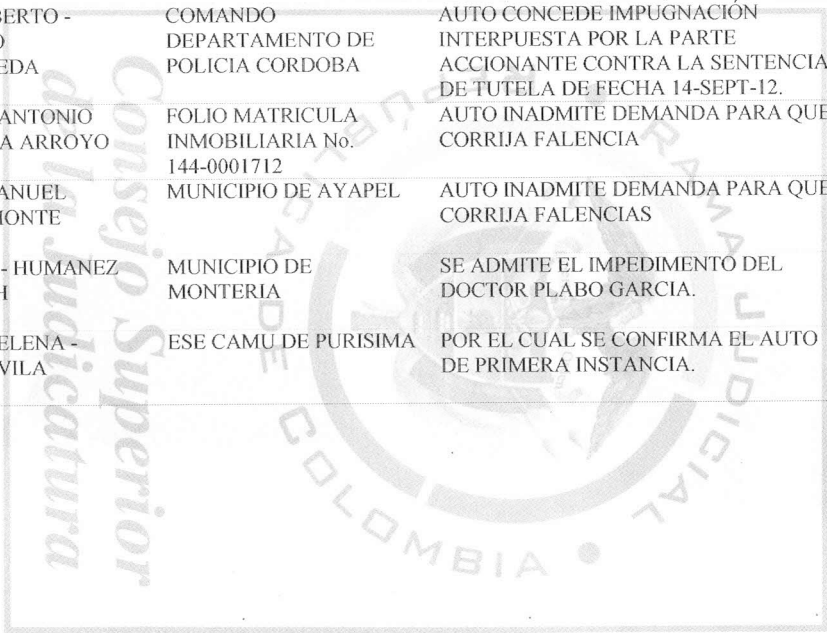 BERTO - COMANDO AUTO CONCEDE IMPUGNACIÓN
O DEPARTAMENTO DE INTERPUESTA POR LA PARTE
EDA POLICIA CORDOBA ACCIONANTE CONTRA LA SENTENCIA
DE TUTELA DE FECHA 14-SEPT-12.
ANTONIO FOLIO MATRICULA AUTO INADMITE DEMANDA PARA QUE
A ARROYO INMOBILIARIA No. CORRIJA FALENCIA
144-0001712
ANUEL MUNICIPIO DE AYAPEL AUTO INADMITE DEMANDA PARA QUE
MONTE CORRIJA FALENCIAS
- HUMANEZ MUNICIPIO DE SE ADMITE EL IMPEDIMENTO DEL
H MONTERIA DOCTOR PLABO GARCIA.
ELENA - ESE CAMU DE PURISIMA POR EL CUAL SE CONFIRMA EL AUTO
VILA DE PRIMERA INSTANCIA.
Consejo Superior
de la Judicatura
REPÚBLICA DE COLOMBIA
RAMA JUDICIAL